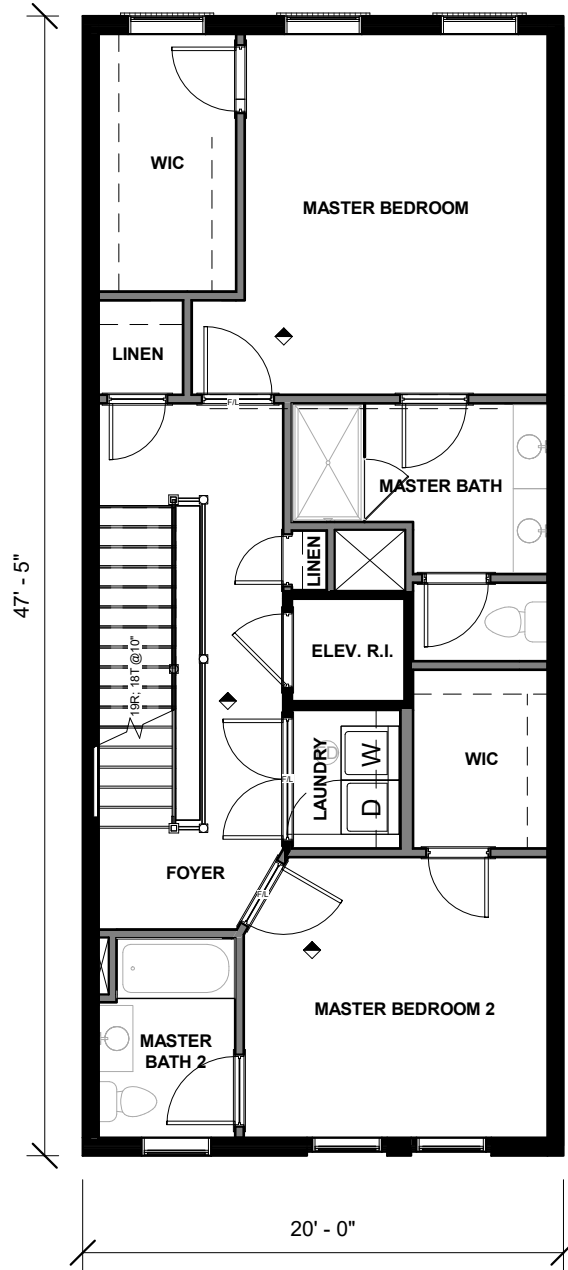 WIC
MASTER BEDROOM
LINEN
F/L
MASTER BATH
LINEN
47' - 5"
ELEV. R.I.
19R; 18T @10"
WIC
LAUNDRY
W
D
F/L
FOYER
F/L
MASTER BEDROOM 2
MASTER
BATH 2
20' - 0"